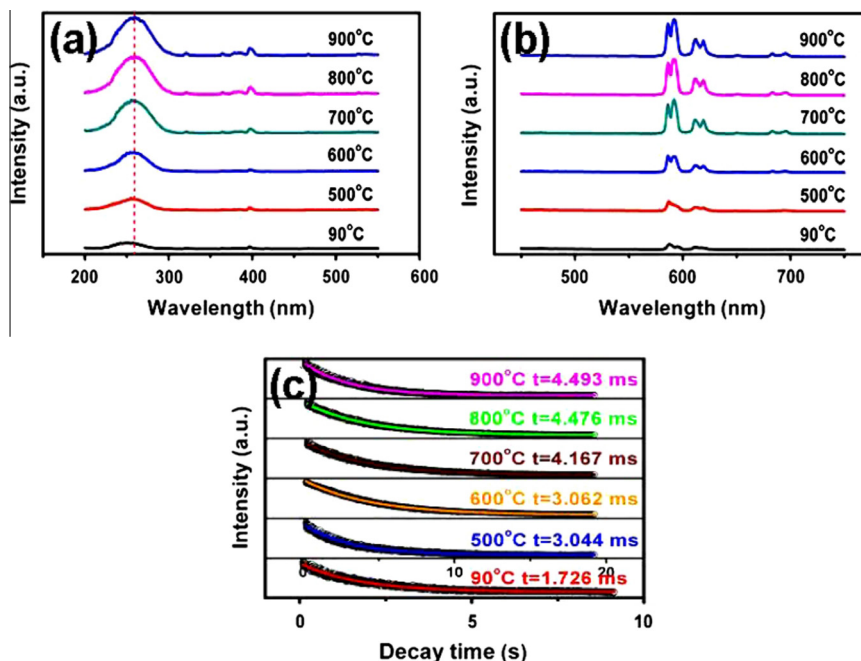 (a)
Intensity (a.u.)
900°C
800°C
700°C
600°C
500°C
90°C
200 300 400 500 600
Wavelength (nm)
(b)
Intensity (a.u.)
900°C
800°C
700°C
600°C
500°C
90°C
500 600 700
Wavelength (nm)
(c)
Intensity (a.u.)
900°C t=4.493 ms
800°C t=4.476 ms
700°C t=4.167 ms
600°C t=3.062 ms
500°C t=3.044 ms
0 10 20
90°C t=1.726 ms
0 5 10
Decay time (s)